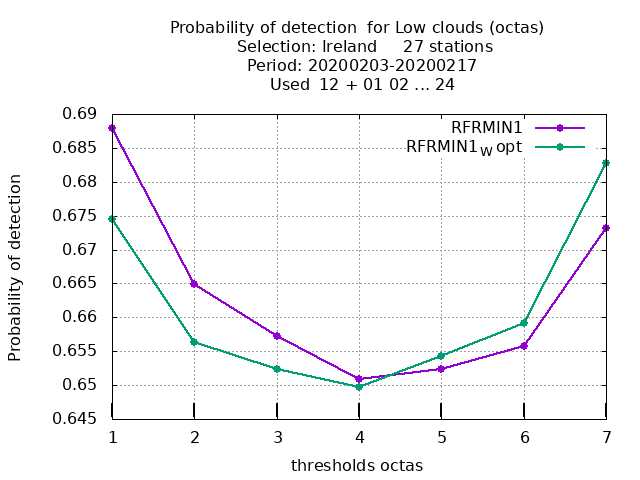 Probability of detection for Low clouds (octas)
Selection: Ireland 27 stations
Period: 20200203-20200217
Used 12 + 01 02 ... 24
RFRMIN1
RFRMIN1W opt
Probability of detection
0.69
0.685
0.68
0.675
0.67
0.665
0.66
0.655
0.65
0.645
1 2 3 4 5 6 7
thresholds octas